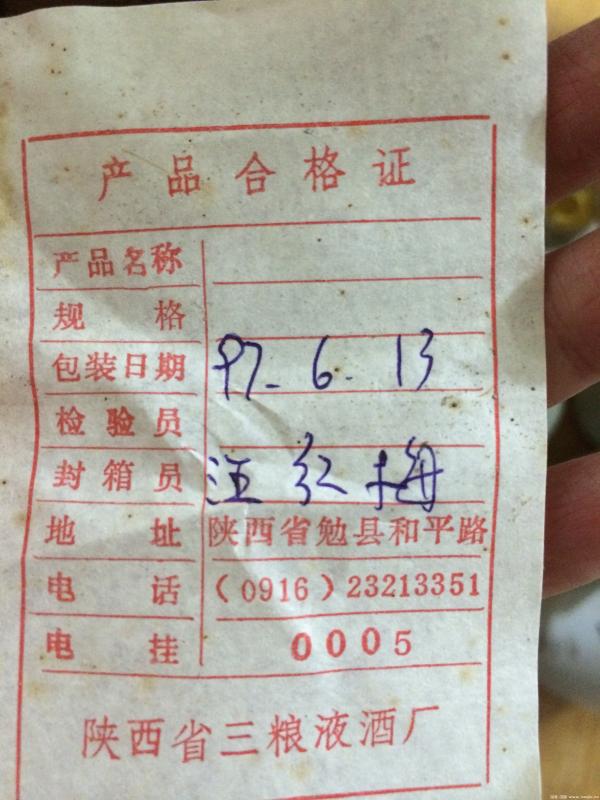 产品合格证
产品名称
规格
包装日期 97.6.13
检验员
封箱员 汪红梅
地址 陕西省勉县和平路
电话 (0916)23213351
电挂 0005
陕西省三粮液酒厂